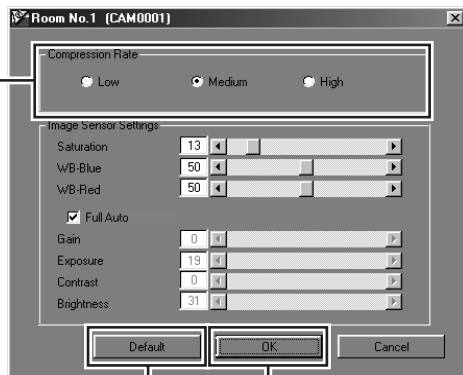 Room No.1 (CAM0001)
Compression Rate
Low Medium High
Image Sensor Settings
Saturation 13
WB-Blue 50
WB-Red 50
Full Auto
Gain 0
Exposure 19
Contrast 0
Brightness 31
Default OK Cancel